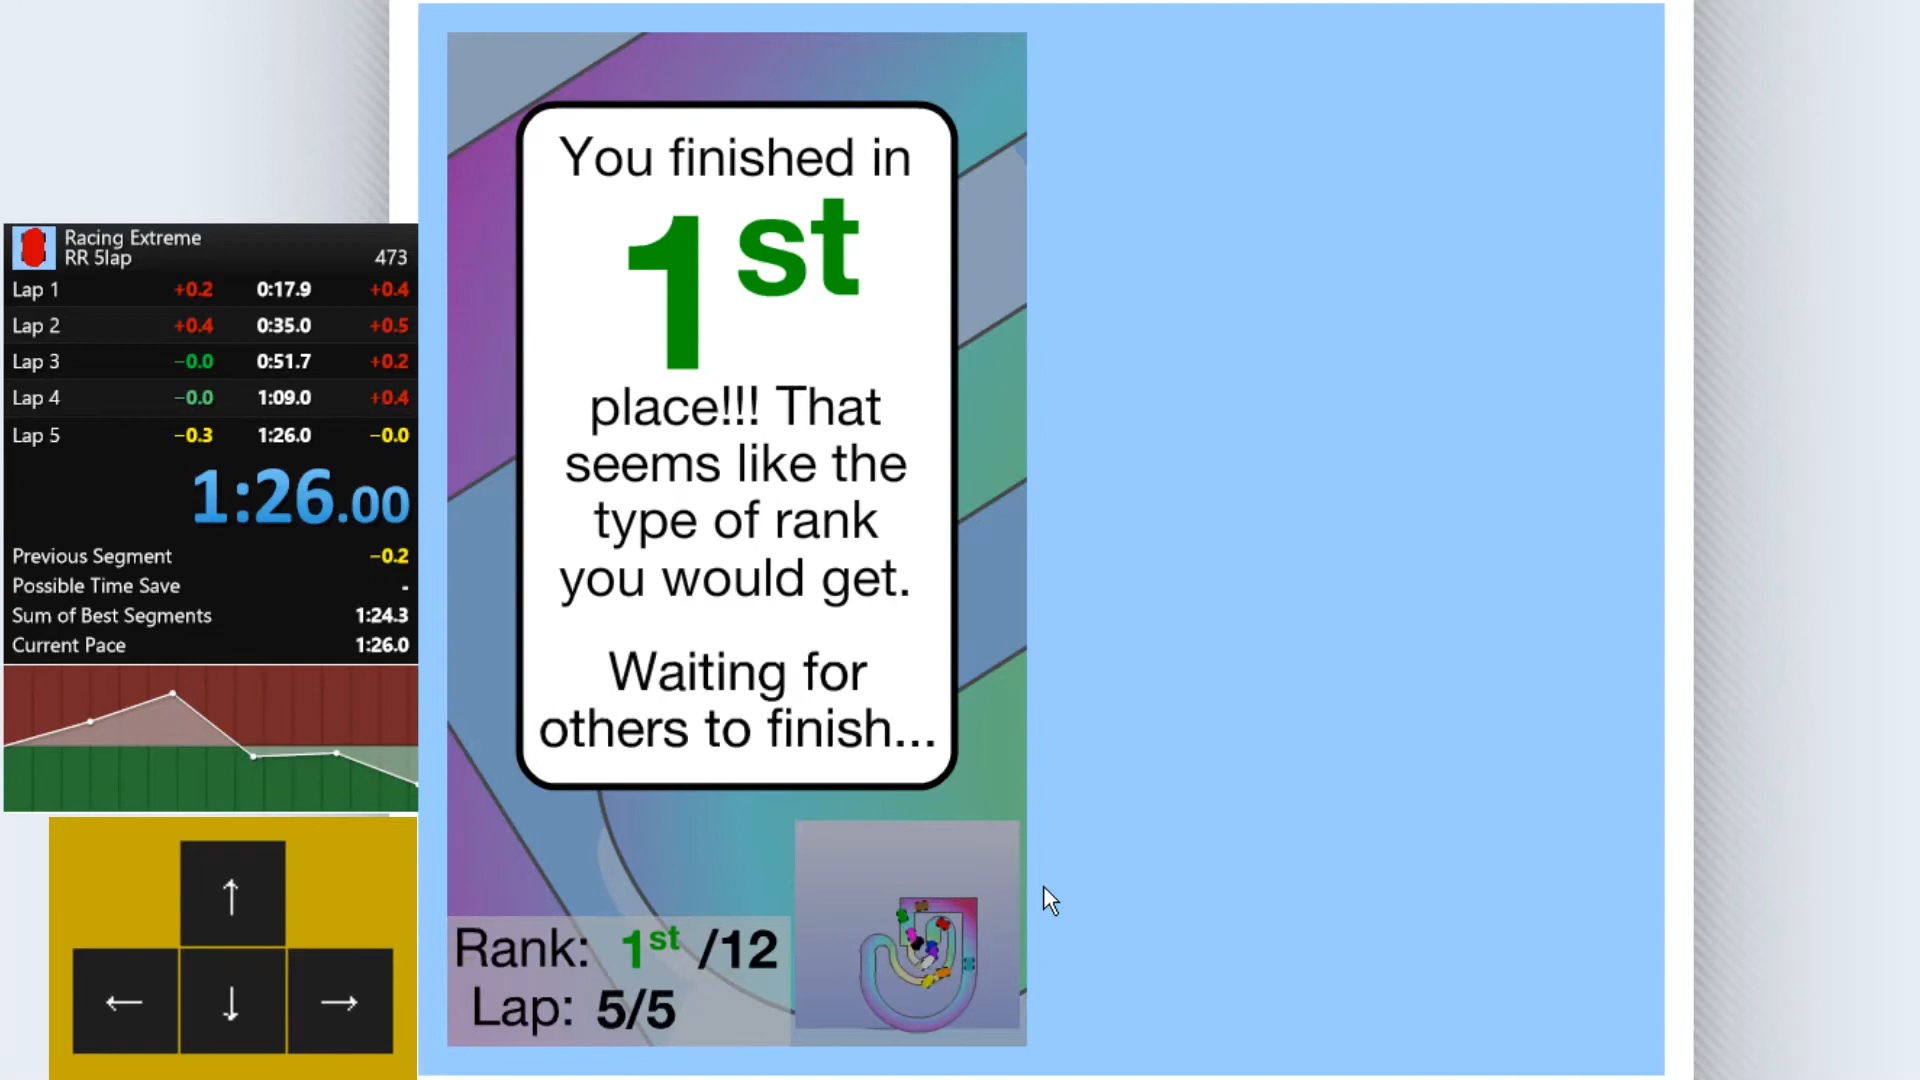 Racing Extreme
RR 5lap 473
Lap 1 +0.2 0:17.9 +0.4
Lap 2 +0.4 0:35.0 +0.5
Lap 3 −0.0 0:51.7 +0.2
Lap 4 −0.0 1:09.0 +0.4
Lap 5 −0.3 1:26.0 −0.0
1:26.00
Previous Segment −0.2
Possible Time Save -
Sum of Best Segments 1:24.3
Current Pace 1:26.0
↑
← ↓ →
You finished in
1st
place!!! That
seems like the
type of rank
you would get.
Waiting for
others to finish...
Rank: 1st /12
Lap: 5/5